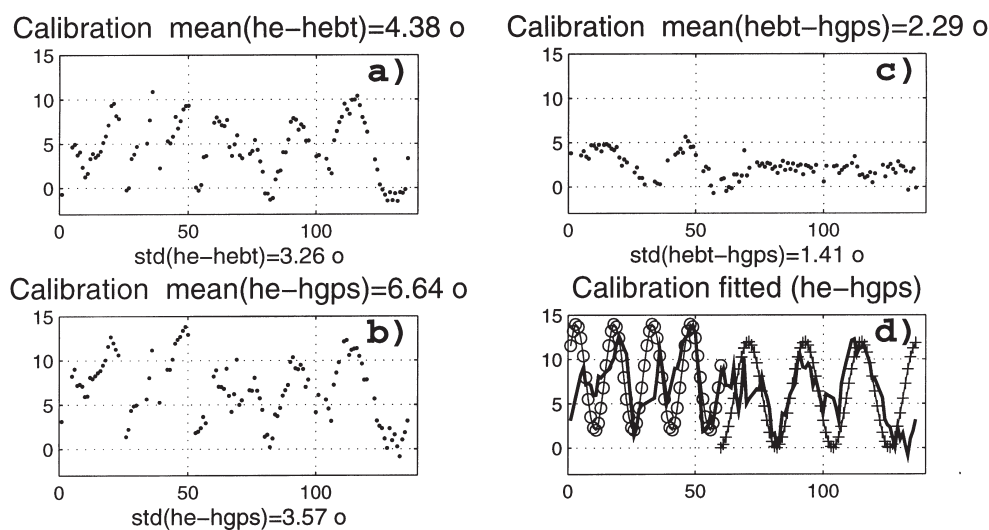 Calibration mean(he−hebt)=4.38 o
a)
15
10
5
0
0 50 100
std(he−hebt)=3.26 o
Calibration mean(hebt−hgps)=2.29 o
c)
15
10
5
0
0 50 100
std(hebt−hgps)=1.41 o
Calibration mean(he−hgps)=6.64 o
b)
15
10
5
0
0 50 100
std(he−hgps)=3.57 o
Calibration fitted (he−hgps)
d)
15
10
5
0
0 50 100